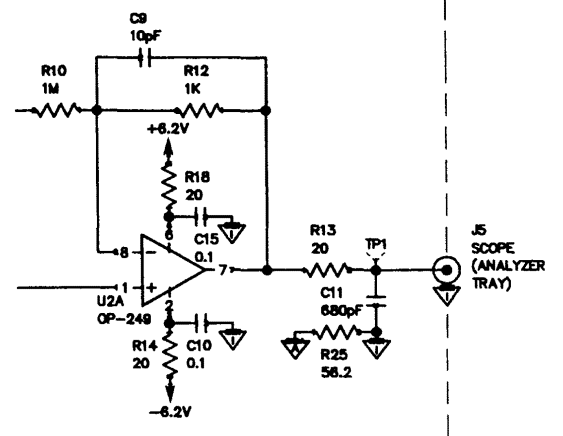 C9
10pF
R10
1M
R12
1K
+6.2V
R18
20
6
C15
0.1
8
7
1
U2A
OP-249
2
R14
20
C10
0.1
-6.2V
R13
20
TP1
C11
680pF
R25
56.2
J5
SCOPE
(ANALYZER
TRAY)